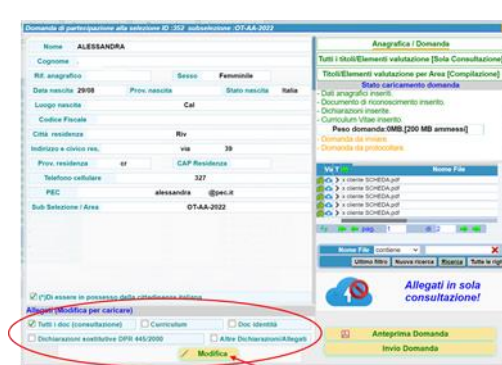 Domanda di partecipazione alla selezione ID :352 subselezione :OT-AA-2022
Nome ALESSANDRA
Cognome
Rif. anagrafico Sesso Femminile
Data nascita 29/08 Prov. nascita Stato nascita Italia
Luogo nascita Cal
Codice Fiscale
Città residenza Riv
Indirizzo e civico res. via 39
Prov. residenza cr CAP Residenza
Telefono cellulare 327
PEC alessandra @pec.it
Sub Selezione / Area OT-AA-2022
(*)Di essere in possesso della cittadinanza italiana
Allegati (Modifica per caricare)
Tutti i doc (consultazione) Curriculum Doc identità
Dichiarazioni sostitutive DPR 445/2000 Altre Dichiarazioni/Allegati
Modifica
Anagrafica / Domanda
Tutti i titoli/Elementi valutazione [Sola Consultazione]
Titoli/Elementi valutazione per Area [Compilazione]
Stato caricamento domanda
- Dati anagrafici inseriti.
- Documento di riconoscimento inserito.
- Dichiarazioni inserite.
- Curriculum Vitae inserito.
Peso domanda:0MB.[200 MB ammessi]
- Domanda da inviare
- Domanda da protocollare
Vis T Nome File
x cliente SCHEDA.pdf
x cliente SCHEDA.pdf
x cliente SCHEDA.pdf
x cliente SCHEDA.pdf
pag. 1 di 2
Nome File contiene
Ultimo filtro Nuova ricerca Ricerca Tutte le righ
Allegati in sola
consultazione!
Anteprima Domanda
Invio Domanda